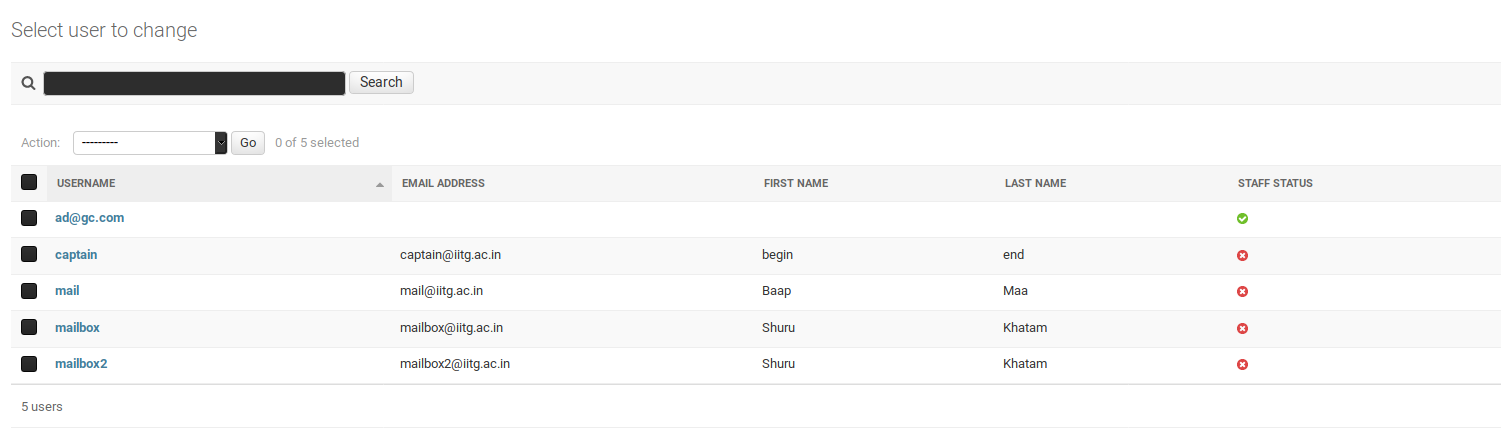 Select user to change
Search
Action: --------- Go 0 of 5 selected
USERNAME EMAIL ADDRESS FIRST NAME LAST NAME STAFF STATUS
ad@gc.com
captain captain@iitg.ac.in begin end
mail mail@iitg.ac.in Baap Maa
mailbox mailbox@iitg.ac.in Shuru Khatam
mailbox2 mailbox2@iitg.ac.in Shuru Khatam
5 users